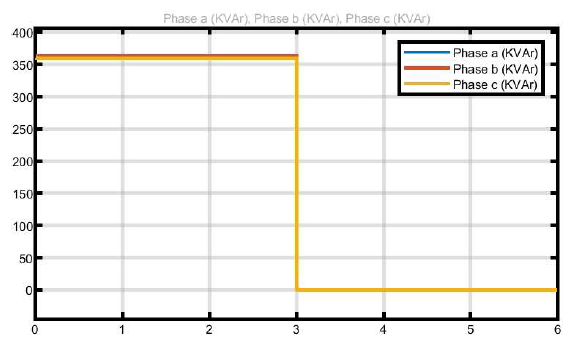 Phase a (KVAr), Phase b (KVAr), Phase c (KVAr)
400
350
300
250
200
150
100
50
0
Phase a (KVAr)
Phase b (KVAr)
Phase c (KVAr)
0 1 2 3 4 5 6